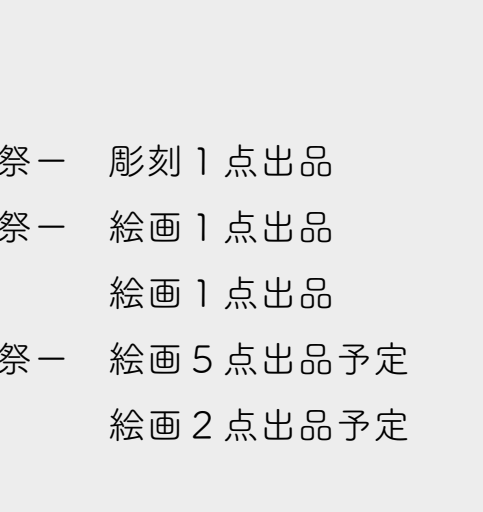 祭ー　彫刻１点出品
祭ー　絵画１点出品
絵画１点出品
祭ー　絵画５点出品予定
絵画２点出品予定